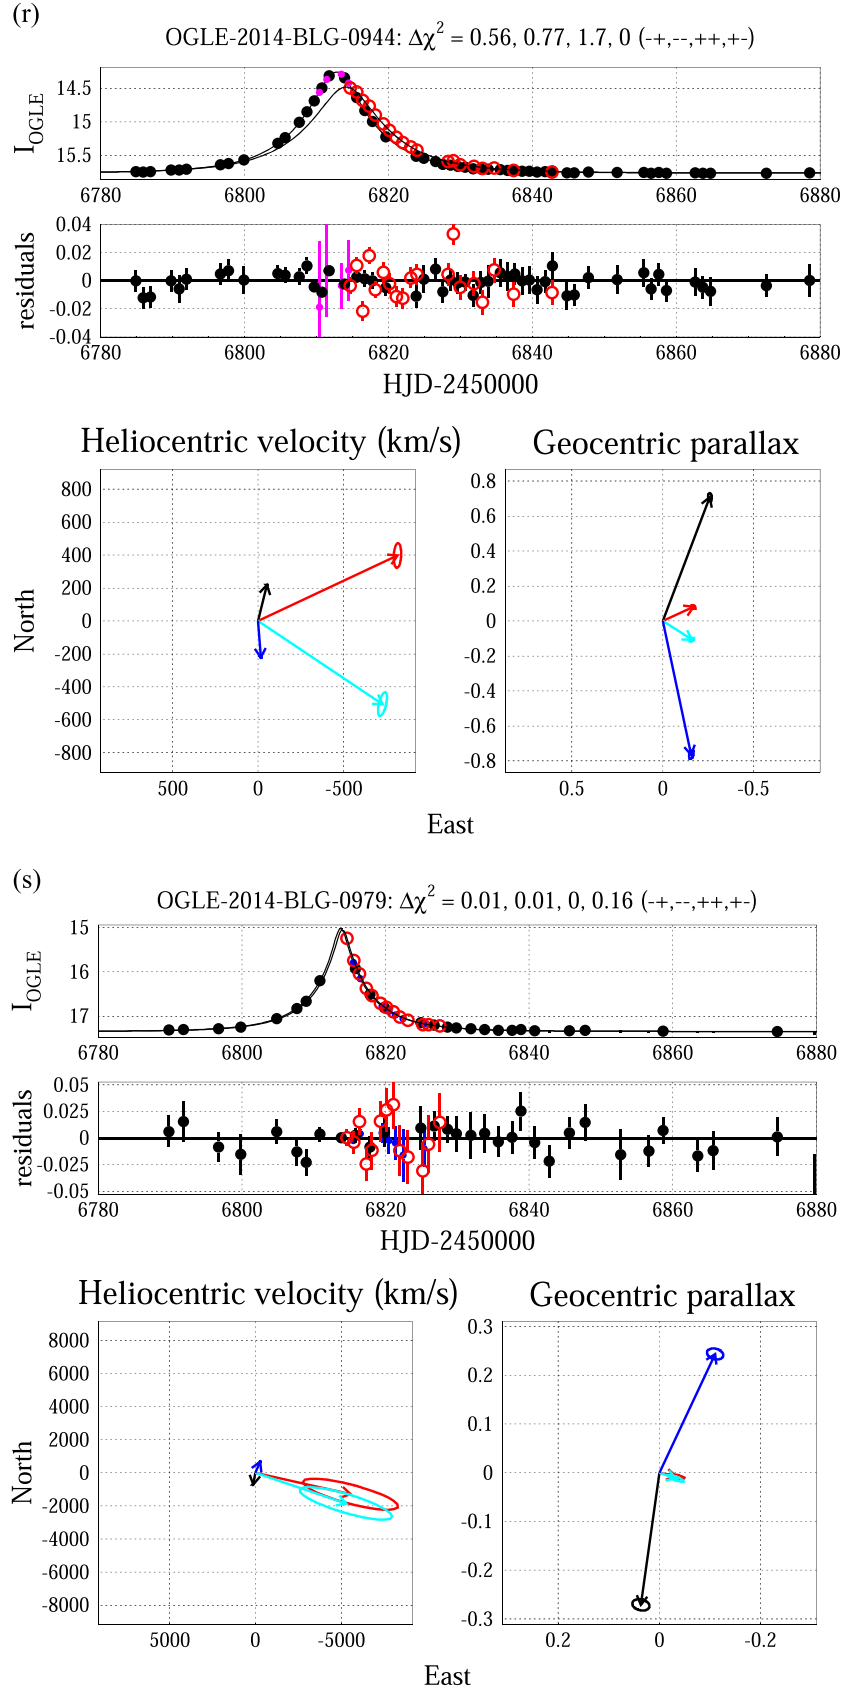 (r)
OGLE-2014-BLG-0944: Δχ² = 0.56, 0.77, 1.7, 0 (-+,--,++,+-)
14.5
15
15.5
I_OGLE
6780 6800 6820 6840 6860 6880
0.04
0.02
0
-0.02
-0.04
residuals
6780 6800 6820 6840 6860 6880
HJD-2450000
Heliocentric velocity (km/s) Geocentric parallax
800
600
400
200
0
-200
-400
-600
-800
North
500 0 -500
0.8
0.6
0.4
0.2
0
-0.2
-0.4
-0.6
-0.8
0.5 0 -0.5
East
(s)
OGLE-2014-BLG-0979: Δχ² = 0.01, 0.01, 0, 0.16 (-+,--,++,+-)
15
16
17
I_OGLE
6780 6800 6820 6840 6860 6880
0.05
0.025
0
-0.025
-0.05
residuals
6780 6800 6820 6840 6860 6880
HJD-2450000
Heliocentric velocity (km/s) Geocentric parallax
8000
6000
4000
2000
0
-2000
-4000
-6000
-8000
North
5000 0 -5000
0.3
0.2
0.1
0
-0.1
-0.2
-0.3
0.2 0 -0.2
East